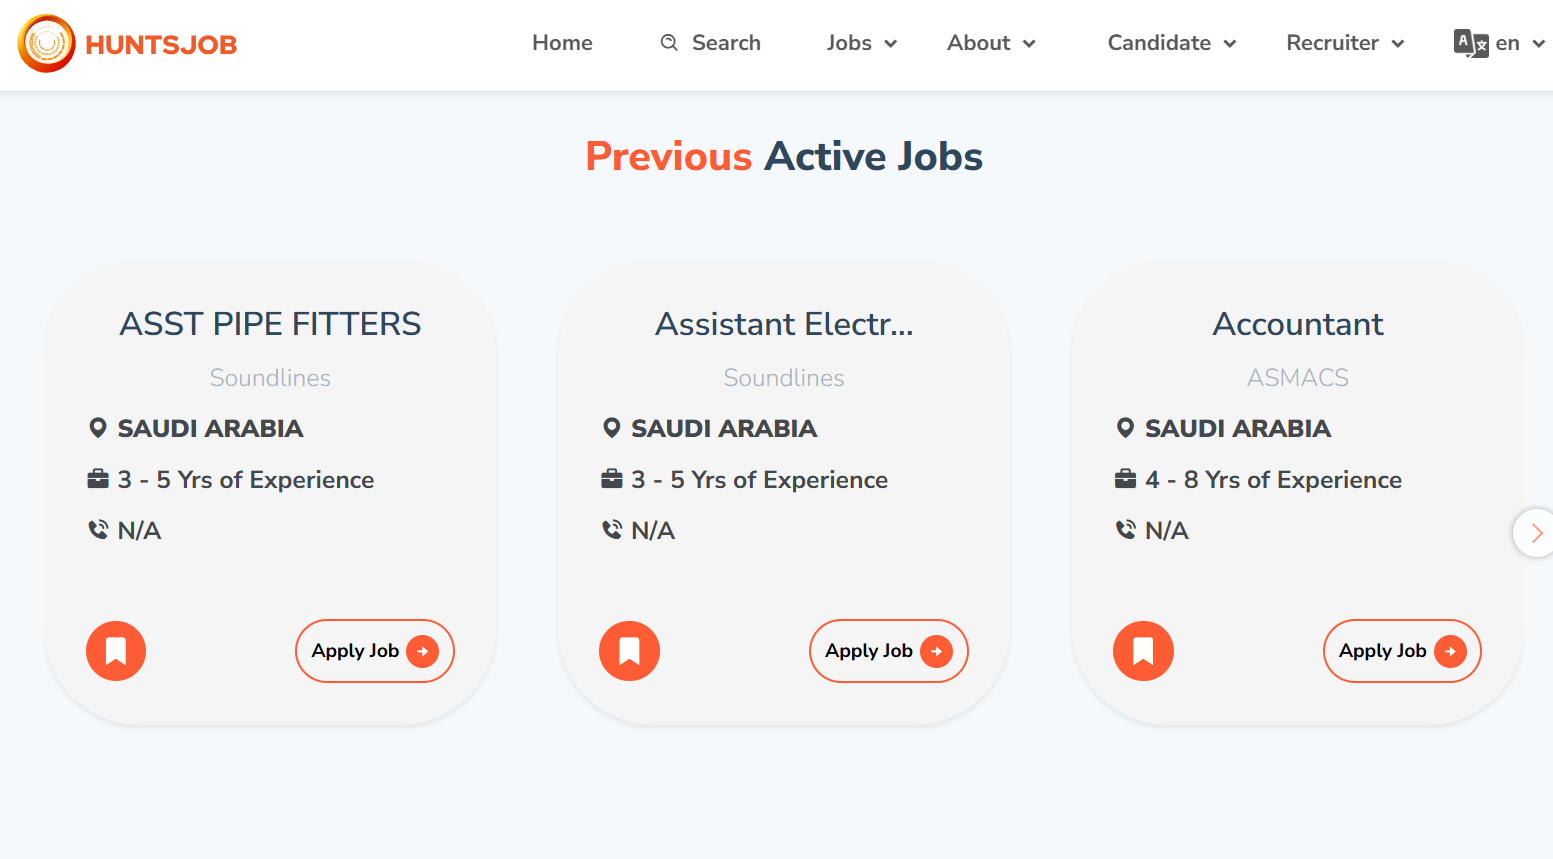 HUNTSJOB Home Search Jobs About Candidate Recruiter en
Previous Active Jobs
ASST PIPE FITTERS
Soundlines
SAUDI ARABIA
3 - 5 Yrs of Experience
N/A
Apply Job
Assistant Electr...
Soundlines
SAUDI ARABIA
3 - 5 Yrs of Experience
N/A
Apply Job
Accountant
ASMACS
SAUDI ARABIA
4 - 8 Yrs of Experience
N/A
Apply Job